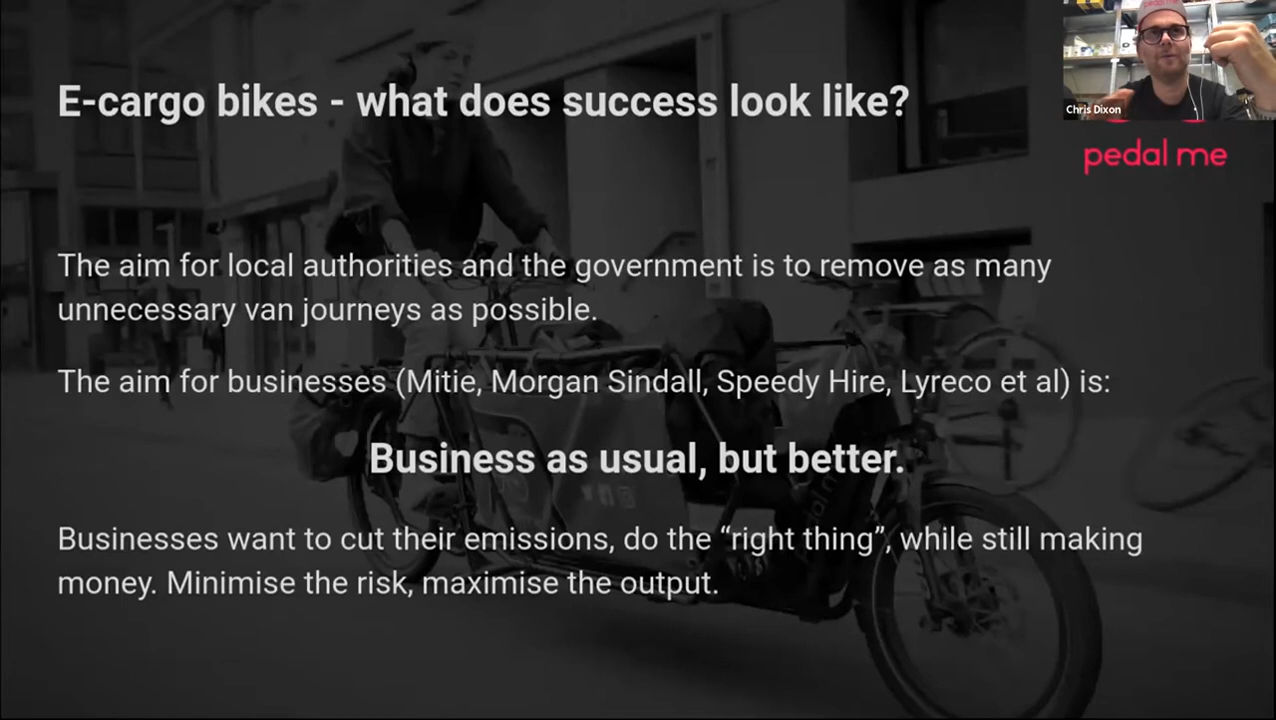 E-cargo bikes - what does success look like?
Chris Dixon
pedal me
The aim for local authorities and the government is to remove as many
unnecessary van journeys as possible.
The aim for businesses (Mitie, Morgan Sindall, Speedy Hire, Lyreco et al) is:
Business as usual, but better.
Businesses want to cut their emissions, do the “right thing”, while still making
money. Minimise the risk, maximise the output.